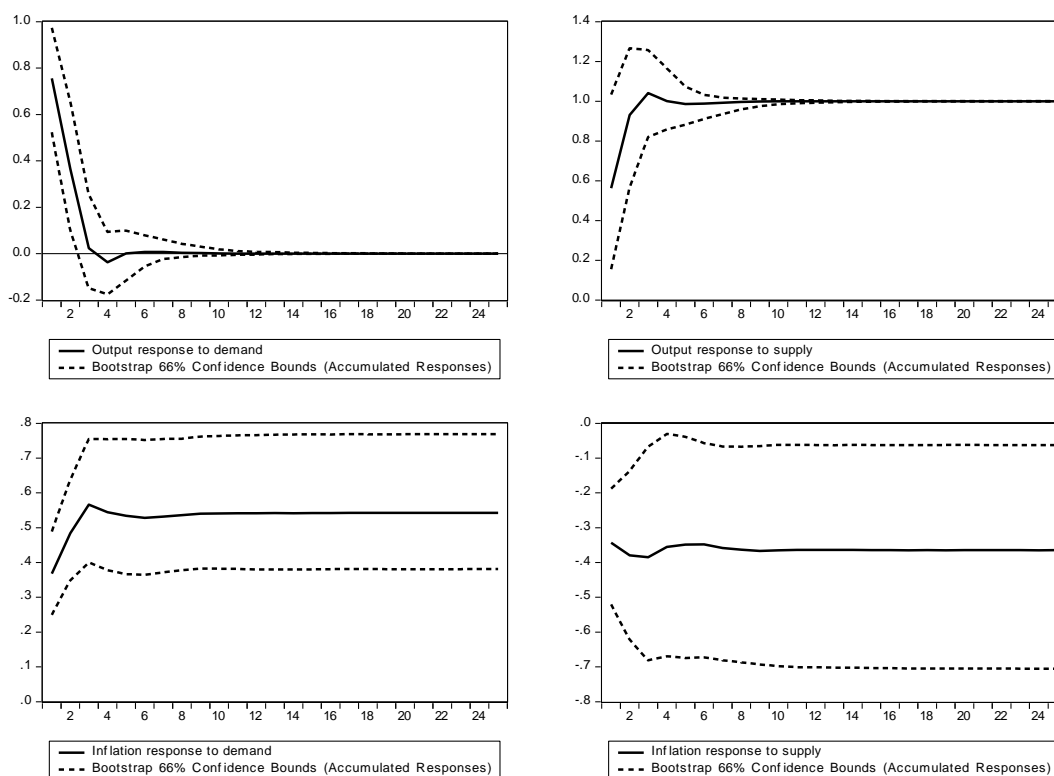 1.0
0.8
0.6
0.4
0.2
0.0
-0.2
2 4 6 8 10 12 14 16 18 20 22 24
Output response to demand
Bootstrap 66% Confidence Bounds (Accumulated Responses)
1.4
1.2
1.0
0.8
0.6
0.4
0.2
0.0
2 4 6 8 10 12 14 16 18 20 22 24
Output response to supply
Bootstrap 66% Confidence Bounds (Accumulated Responses)
.8
.7
.6
.5
.4
.3
.2
.1
.0
2 4 6 8 10 12 14 16 18 20 22 24
Inflation response to demand
Bootstrap 66% Confidence Bounds (Accumulated Responses)
.0
-.1
-.2
-.3
-.4
-.5
-.6
-.7
-.8
2 4 6 8 10 12 14 16 18 20 22 24
Inflation response to supply
Bootstrap 66% Confidence Bounds (Accumulated Responses)